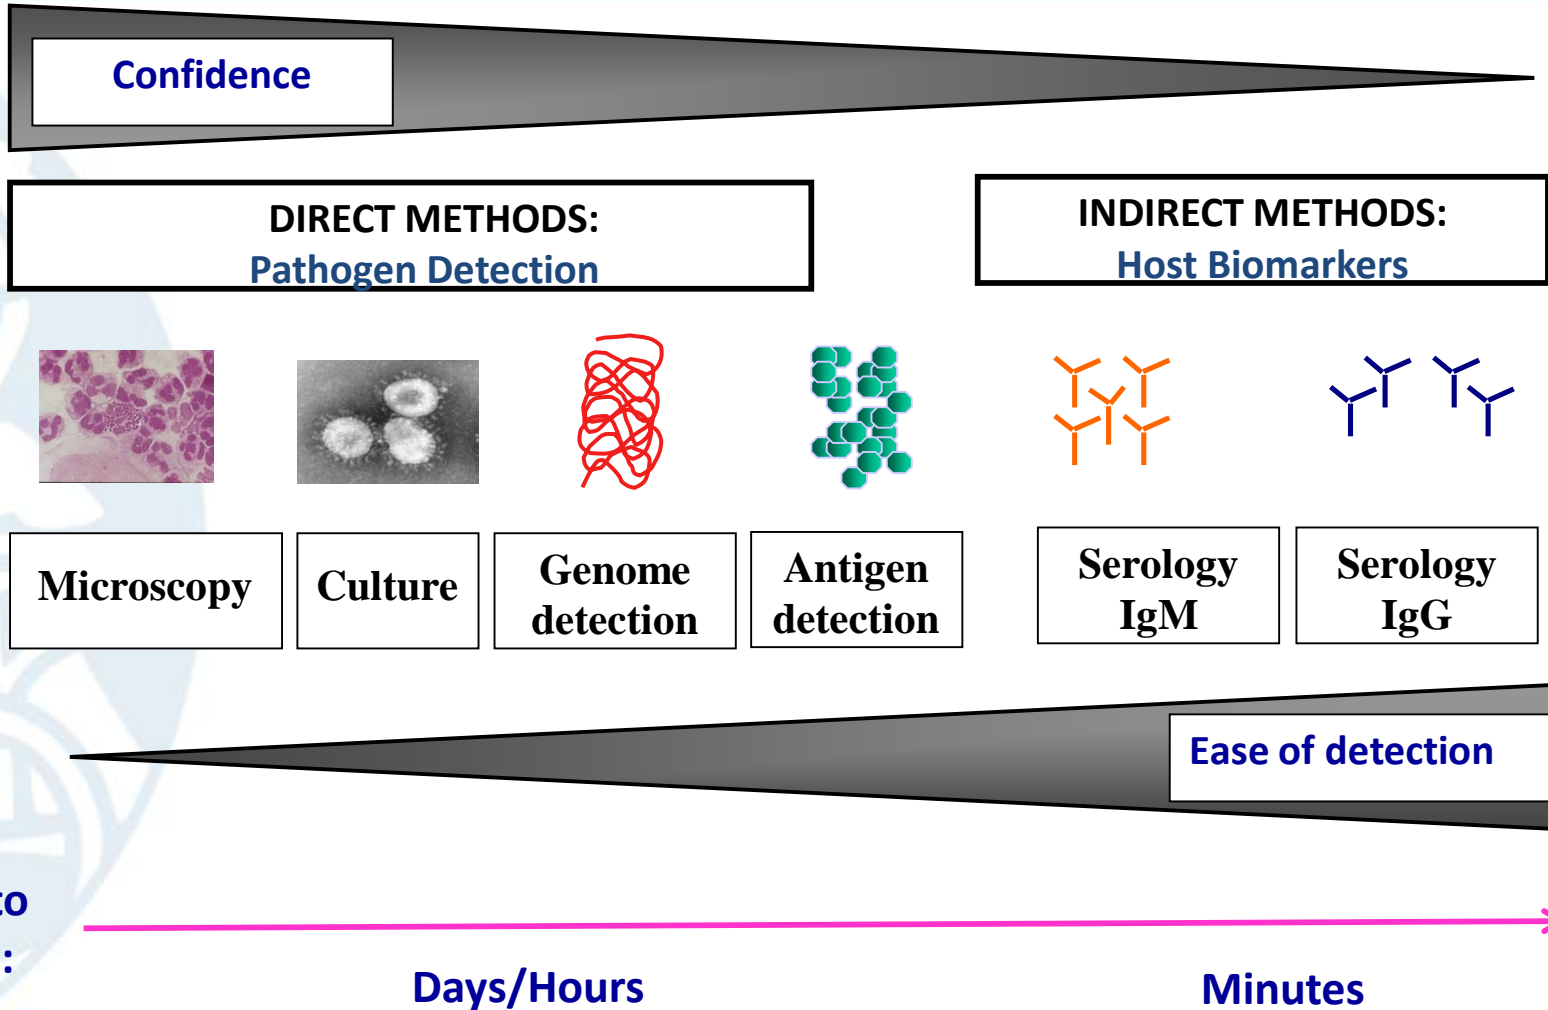 Confidence
DIRECT METHODS:
Pathogen Detection
INDIRECT METHODS:
Host Biomarkers
Microscopy
Culture
Genome
detection
Antigen
detection
Serology
IgM
Serology
IgG
Ease of detection
to
:
Days/Hours
Minutes